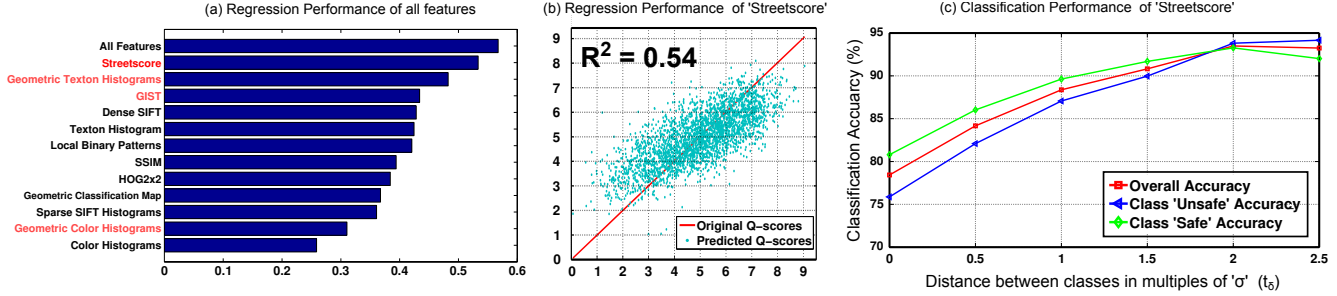 (a) Regression Performance of all features
All Features
Streetscore
Geometric Texton Histograms
GIST
Dense SIFT
Texton Histogram
Local Binary Patterns
SSIM
HOG2x2
Geometric Classification Map
Sparse SIFT Histograms
Geometric Color Histograms
Color Histograms
0 0.1 0.2 0.3 0.4 0.5 0.6
(b) Regression Performance of 'Streetscore'
R² = 0.54
9
8
7
6
5
4
3
2
1
0
Original Q-scores
Predicted Q-scores
0 1 2 3 4 5 6 7 8 9
(c) Classification Performance of 'Streetscore'
Classification Accuarcy (%)
95
90
85
80
75
70
Overall Accuracy
Class 'Unsafe' Accuracy
Class 'Safe' Accuracy
0 0.5 1 1.5 2 2.5
Distance between classes in multiples of 'σ' (t_δ)